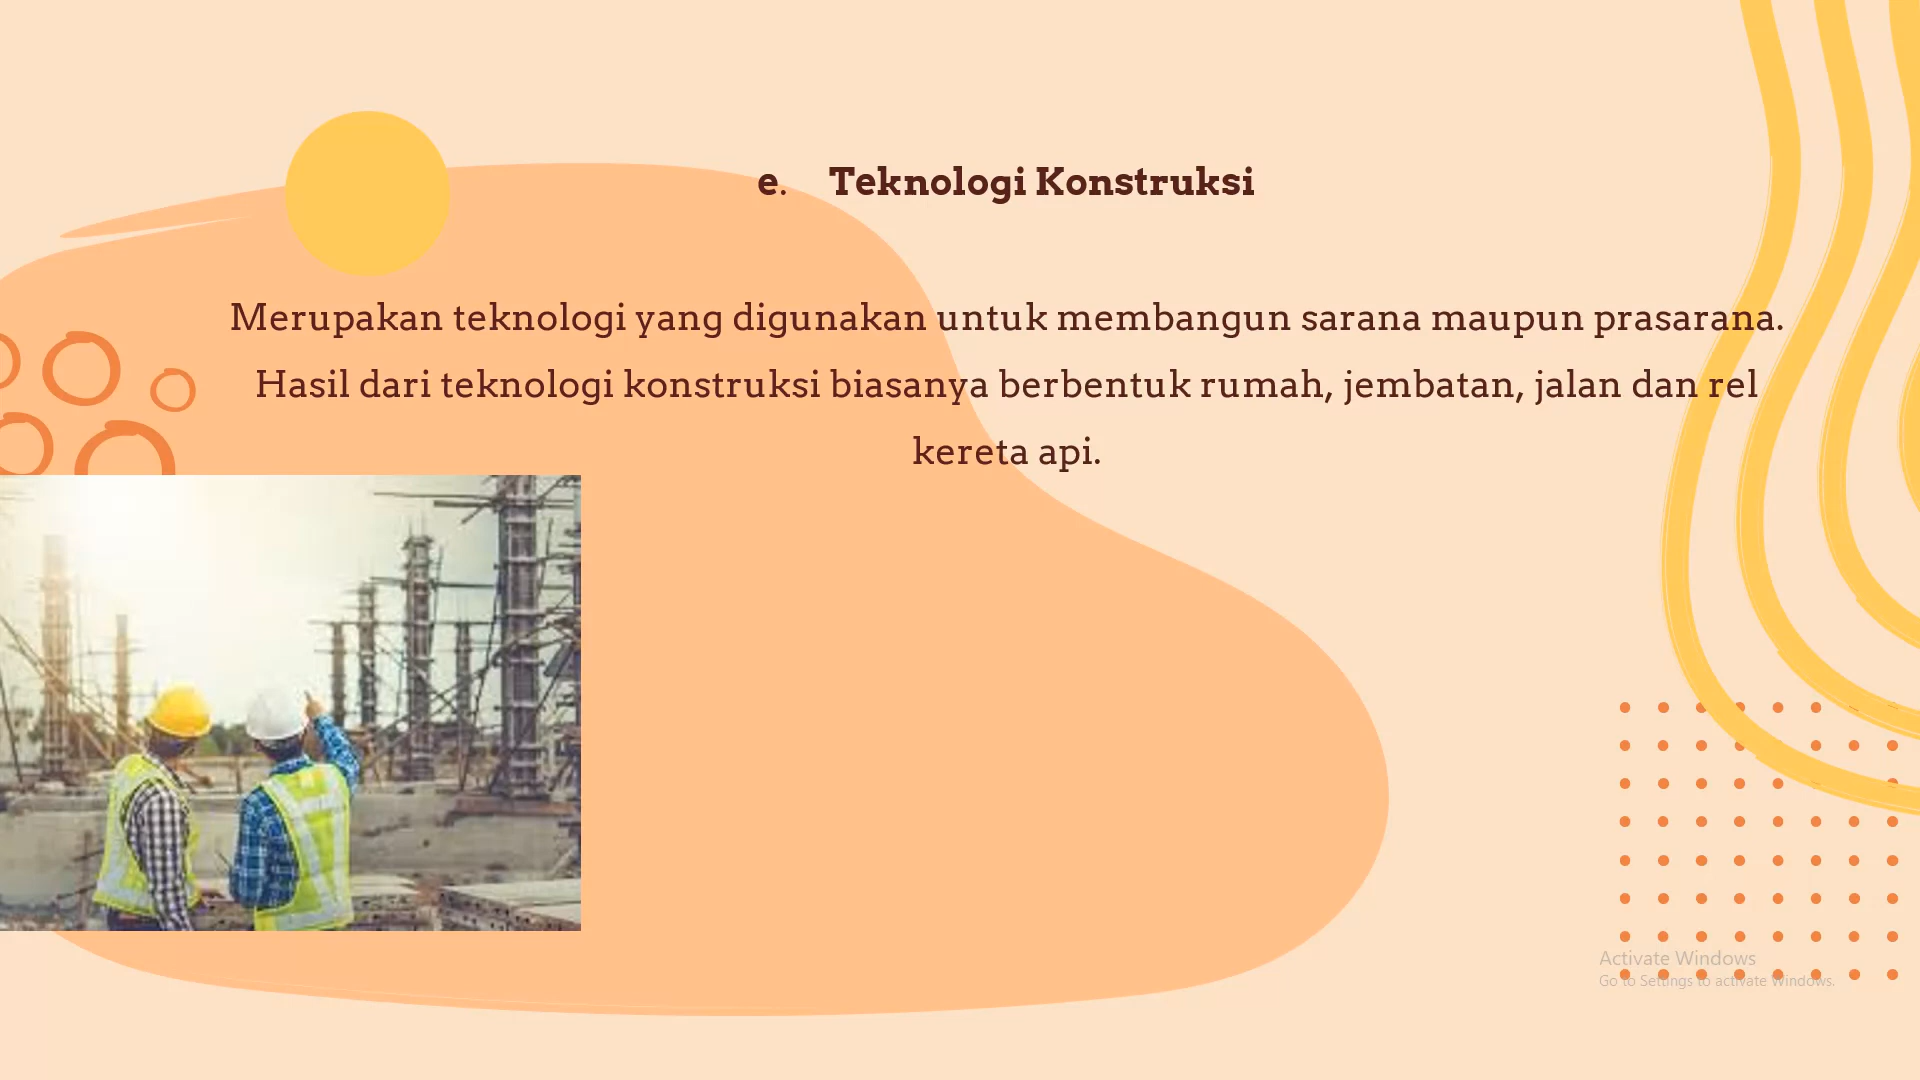 e. Teknologi Konstruksi
Merupakan teknologi yang digunakan untuk membangun sarana maupun prasarana.
Hasil dari teknologi konstruksi biasanya berbentuk rumah, jembatan, jalan dan rel
kereta api.
Activate Windows
Go to Settings to activate Windows.